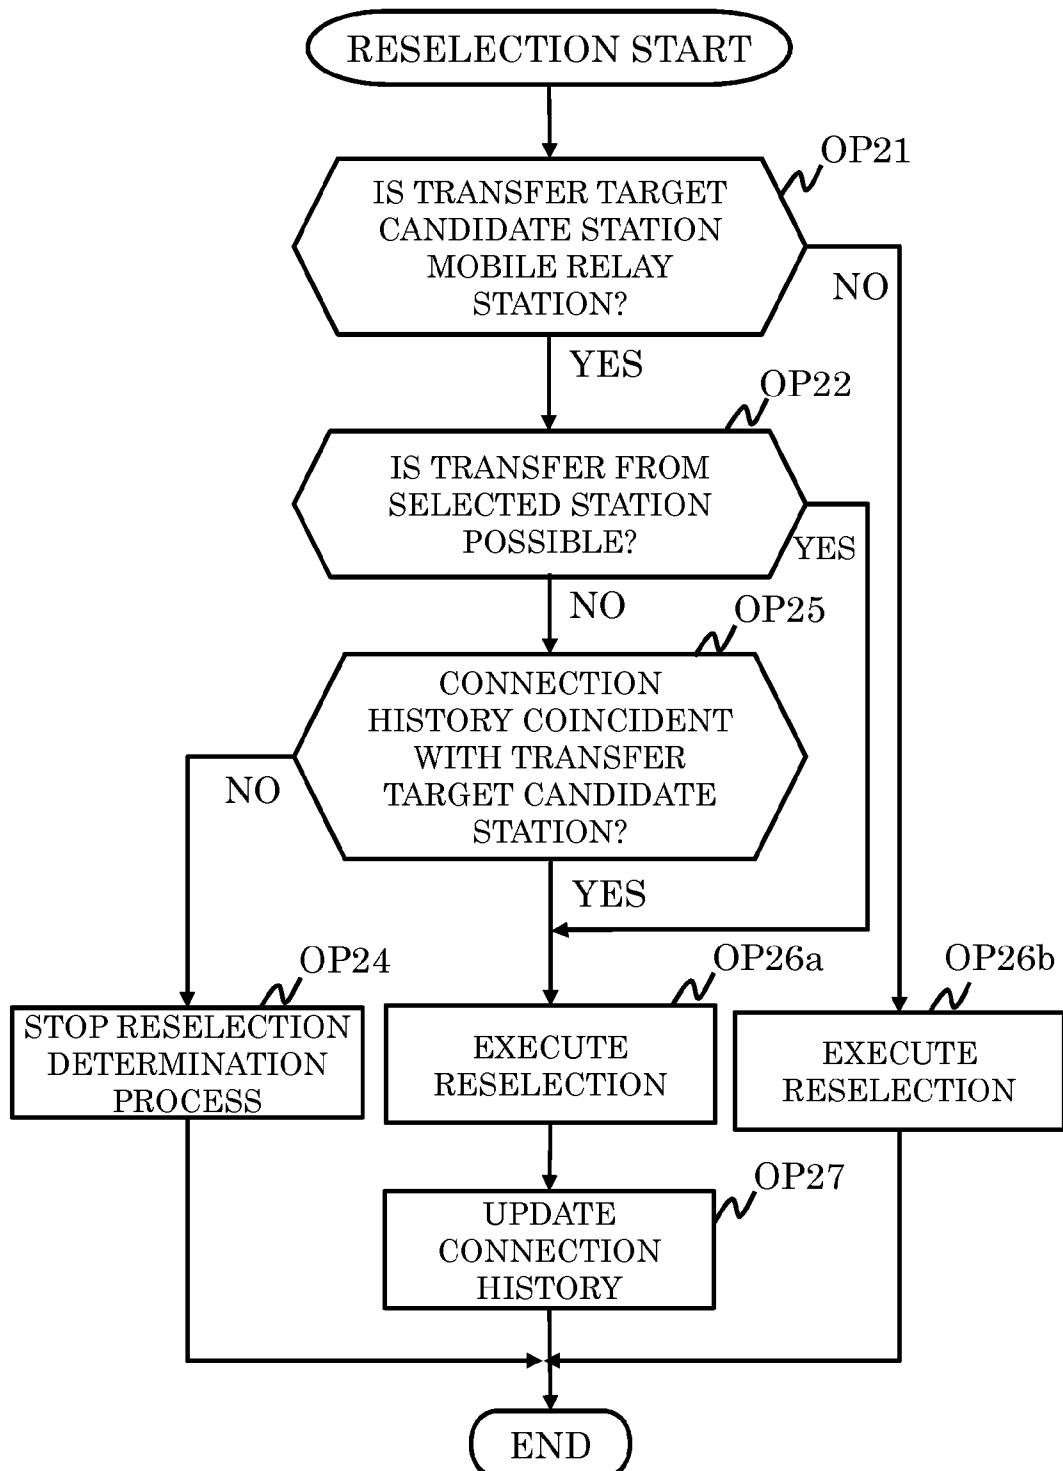 RESELECTION START
OP21
IS TRANSFER TARGET
CANDIDATE STATION
MOBILE RELAY
STATION?
NO
YES
OP22
IS TRANSFER FROM
SELECTED STATION
POSSIBLE?
YES
NO
OP25
CONNECTION
HISTORY COINCIDENT
WITH TRANSFER
TARGET CANDIDATE
STATION?
NO
YES
OP24
STOP RESELECTION
DETERMINATION
PROCESS
OP26a
EXECUTE
RESELECTION
OP26b
EXECUTE
RESELECTION
OP27
UPDATE
CONNECTION
HISTORY
END